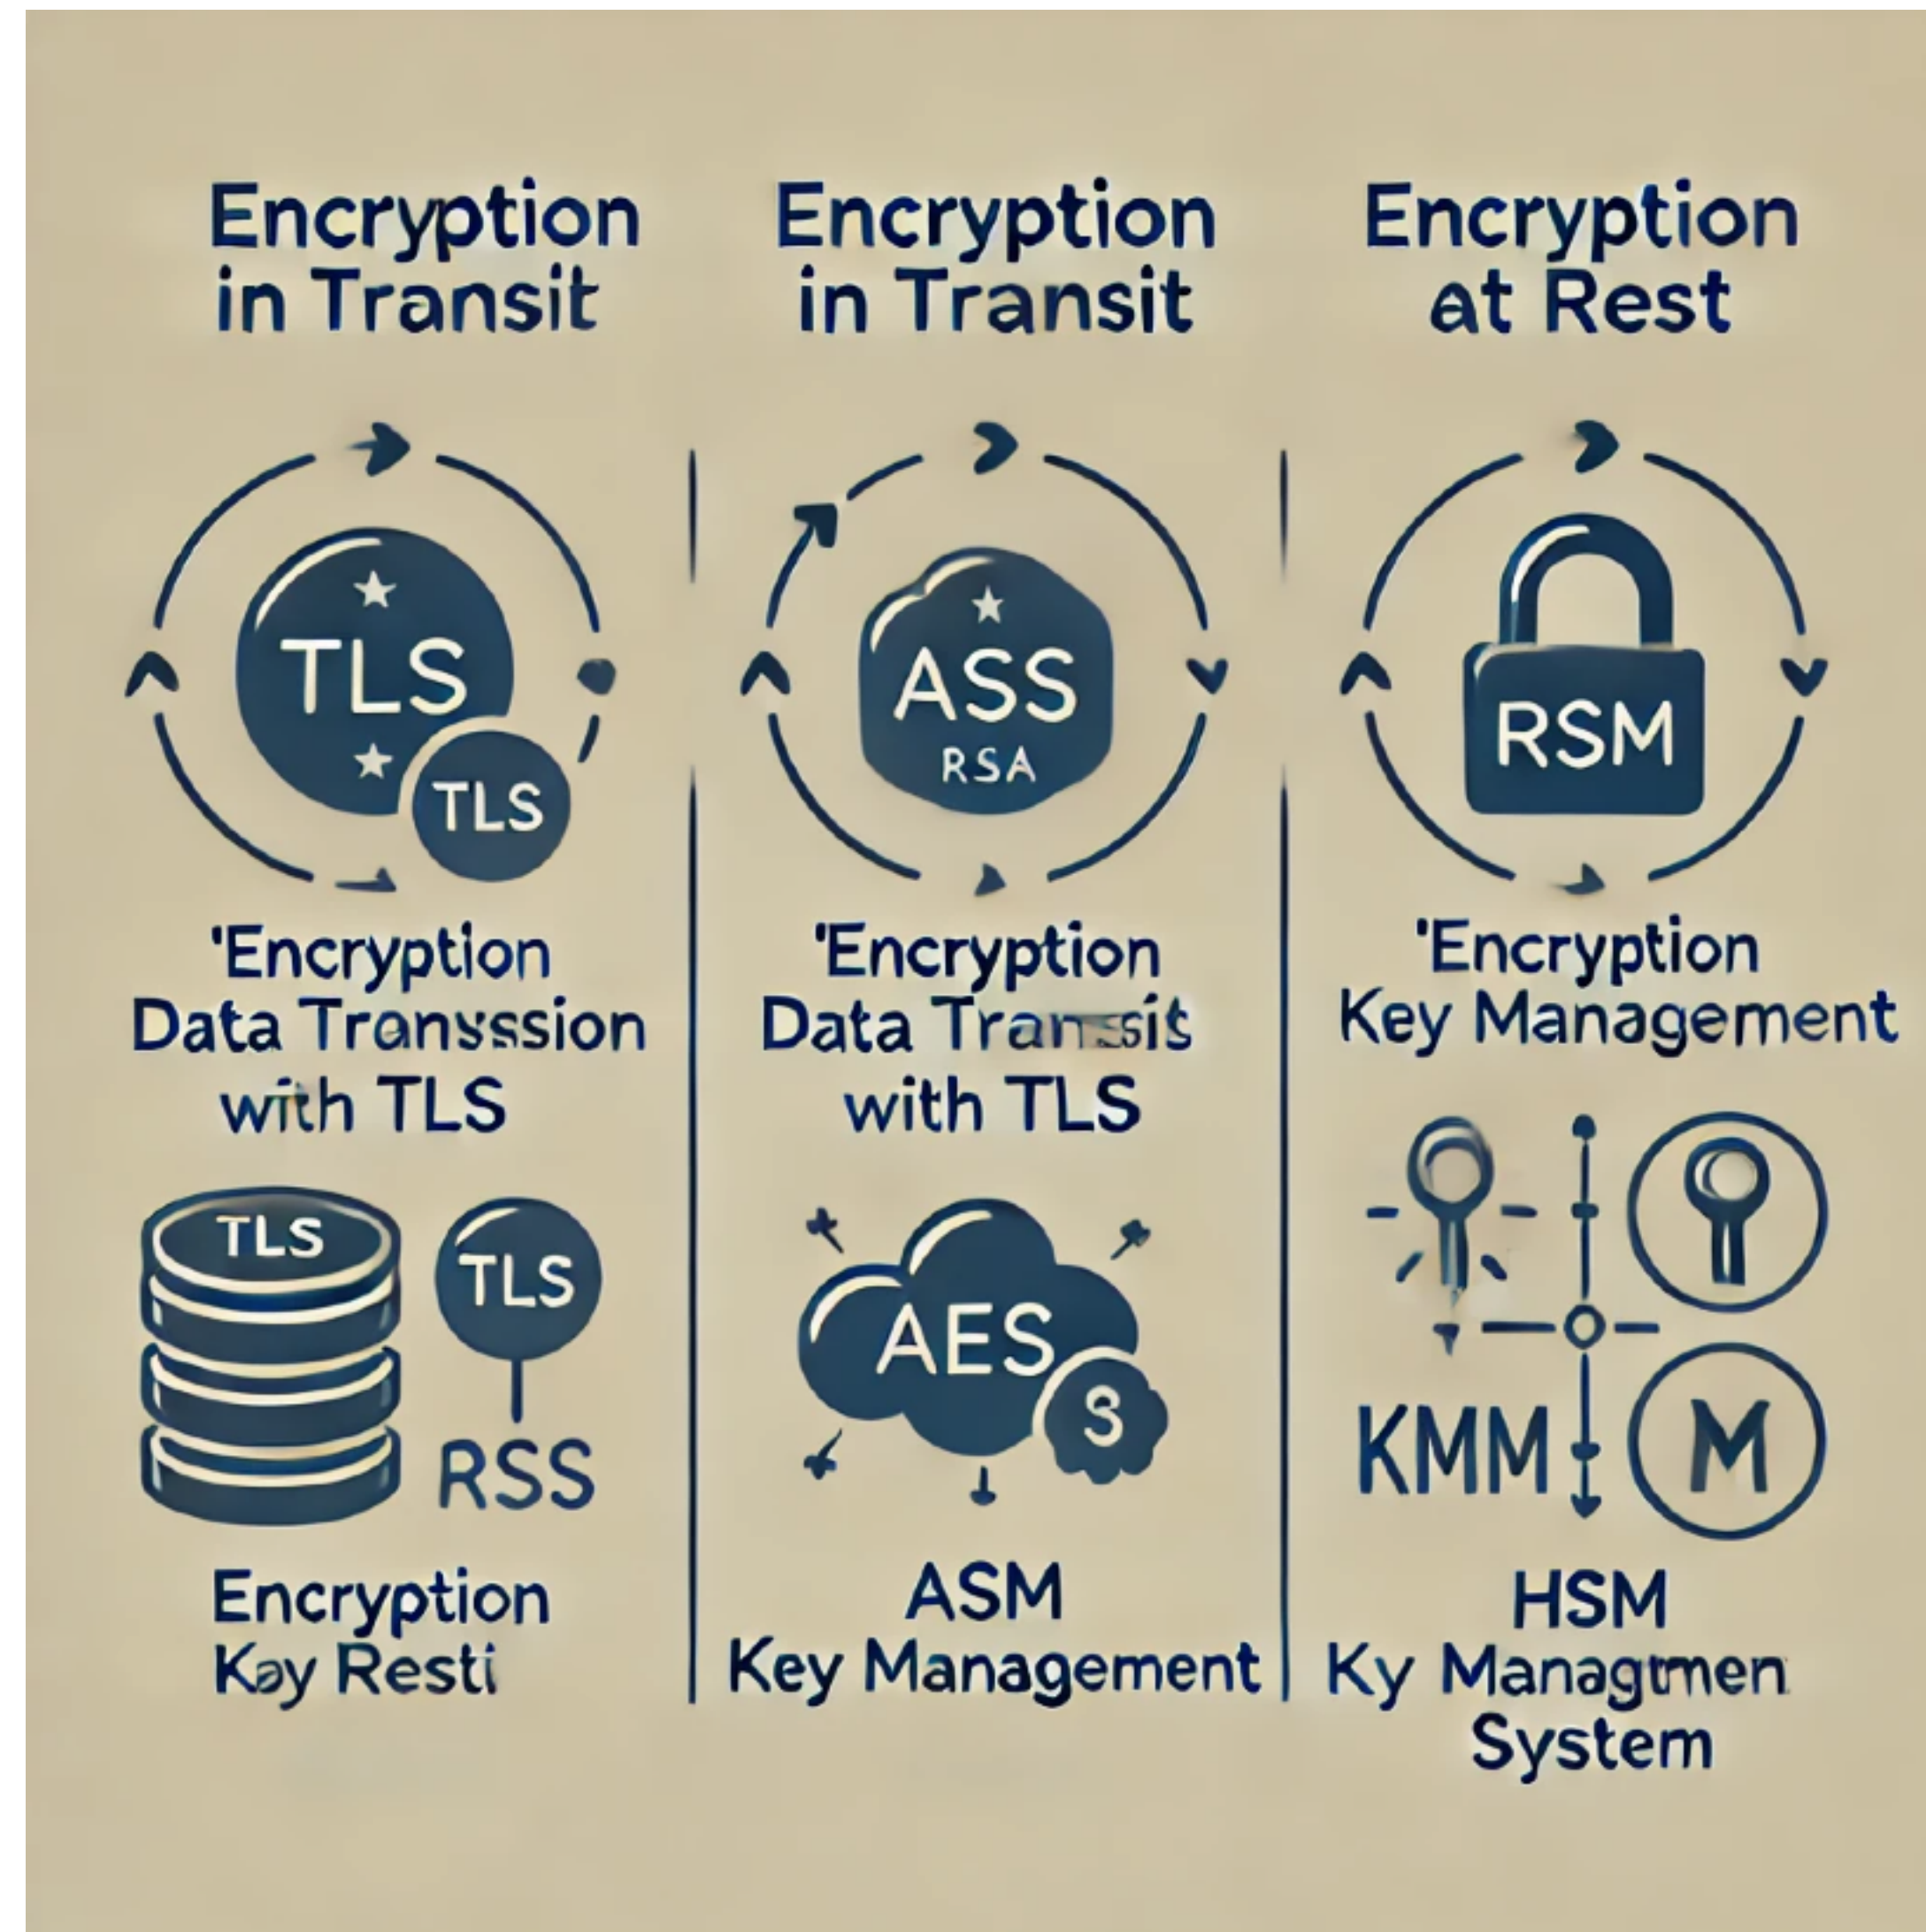 Encryption
in Transit
TLS
TLS
'Encryption
Data Tranyssion
with TLS
TLS
TLS
RSS
Encryption
Kay Resti
Encryption
in Transit
ASS
RSA
'Encryption
Data
with TLS
AES
S
ASM
Key Management
Encryption
at Rest
RSM
'Encryption
Key Management
KMM
M
HSM
Ky Managtmen
System